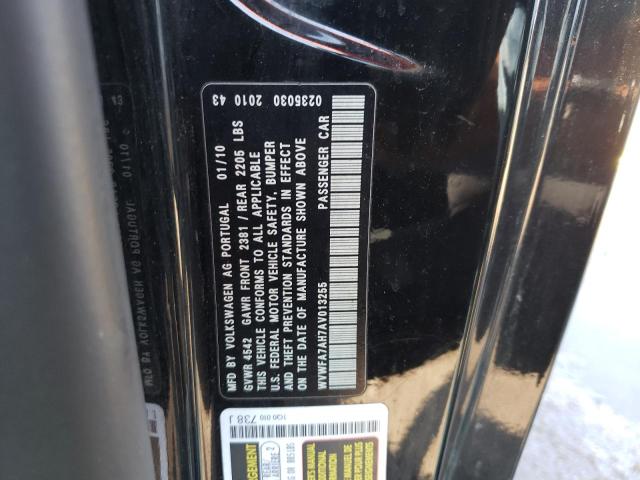 MFD BY VOLKSWAGEN AG PORTUGAL 01/10
GVWR 4542 GAWR FRONT 2381 / REAR 2205 LBS
THIS VEHICLE CONFORMS TO ALL APPLICABLE
U.S. FEDERAL MOTOR VEHICLE SAFETY, BUMPER
AND THEFT PREVENTION STANDARDS IN EFFECT
ON THE DATE OF MANUFACTURE SHOWN ABOVE
WVWFA7AH7AV013255 PASSENGER CAR
0235030 2010 43
738 J